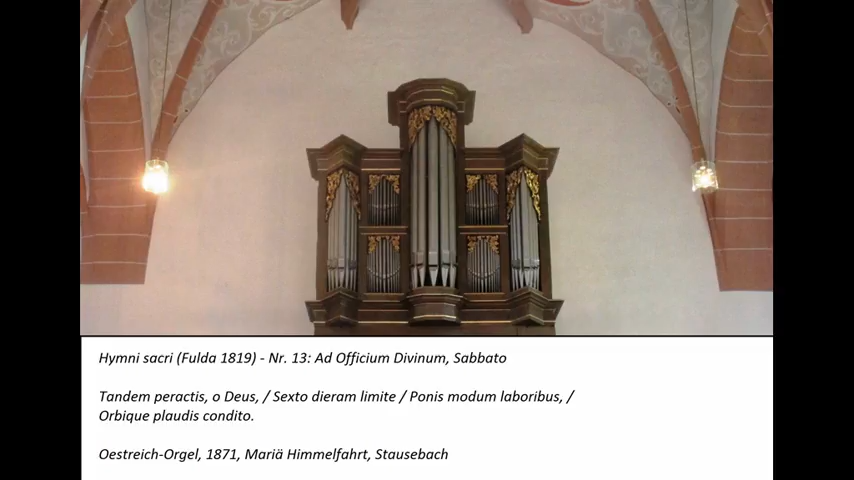 Hymni sacri (Fulda 1819) - Nr. 13: Ad Officium Divinum, Sabbato
Tandem peractis, o Deus, / Sexto dieram limite / Ponis modum laboribus, /
Orbique plaudis condito.
Oestreich-Orgel, 1871, Mariä Himmelfahrt, Stausebach